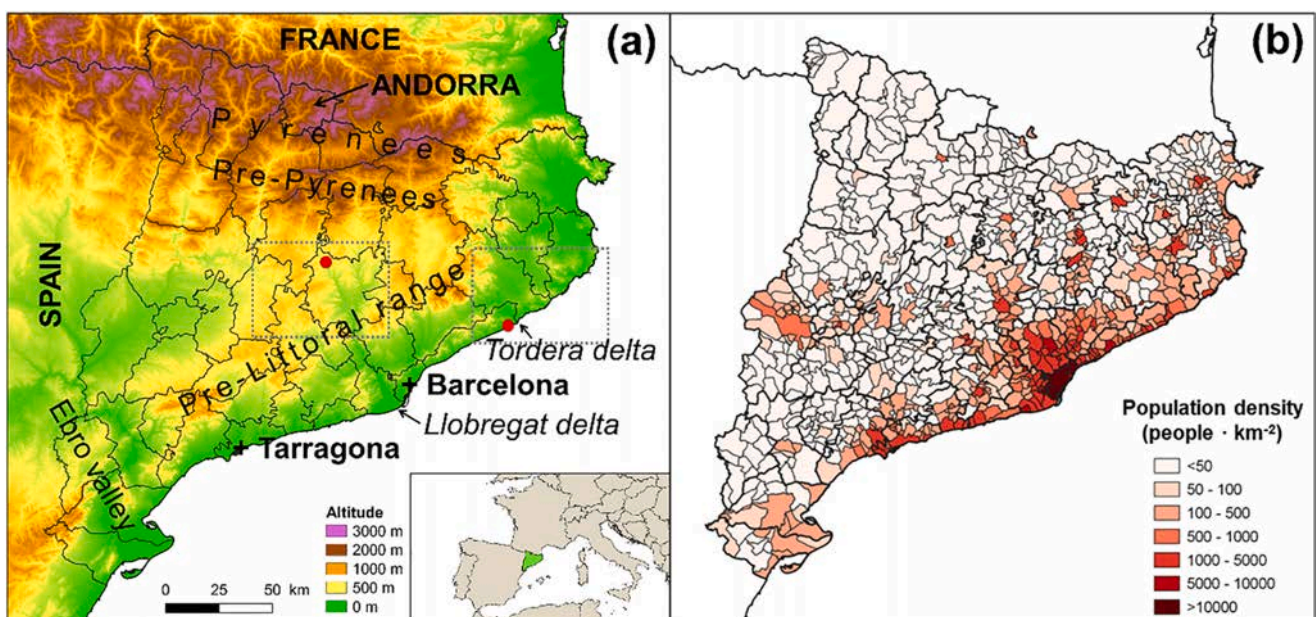 FRANCE
(a)
ANDORRA
Pyrenees
Pre-Pyrenees
SPAIN
Pre-Littoral range
Tordera delta
+ Barcelona
Llobregat delta
+ Tarragona
Ebro valley
Altitude
3000 m
2000 m
1000 m
500 m
0 m
0 25 50 km
(b)
Population density
(people · km⁻²)
<50
50 - 100
100 - 500
500 - 1000
1000 - 5000
5000 - 10000
>10000